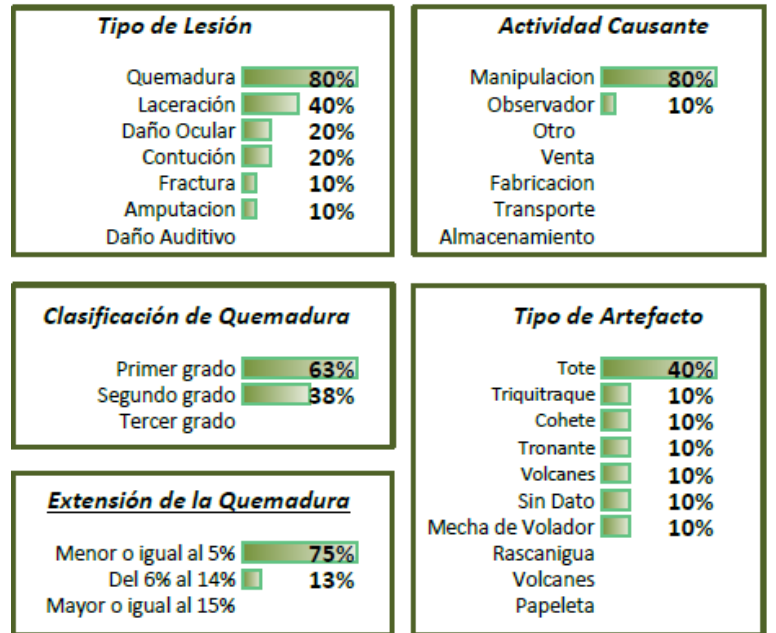 Tipo de Lesión
Quemadura 80%
Laceración 40%
Daño Ocular 20%
Contución 20%
Fractura 10%
Amputacion 10%
Daño Auditivo
Actividad Causante
Manipulacion 80%
Observador 10%
Otro
Venta
Fabricacion
Transporte
Almacenamiento
Clasificación de Quemadura
Primer grado 63%
Segundo grado 38%
Tercer grado
Extensión de la Quemadura
Menor o igual al 5% 75%
Del 6% al 14% 13%
Mayor o igual al 15%
Tipo de Artefacto
Tote 40%
Triquitraque 10%
Cohete 10%
Tronante 10%
Volcanes 10%
Sin Dato 10%
Mecha de Volador 10%
Rascanigua
Volcanes
Papeleta